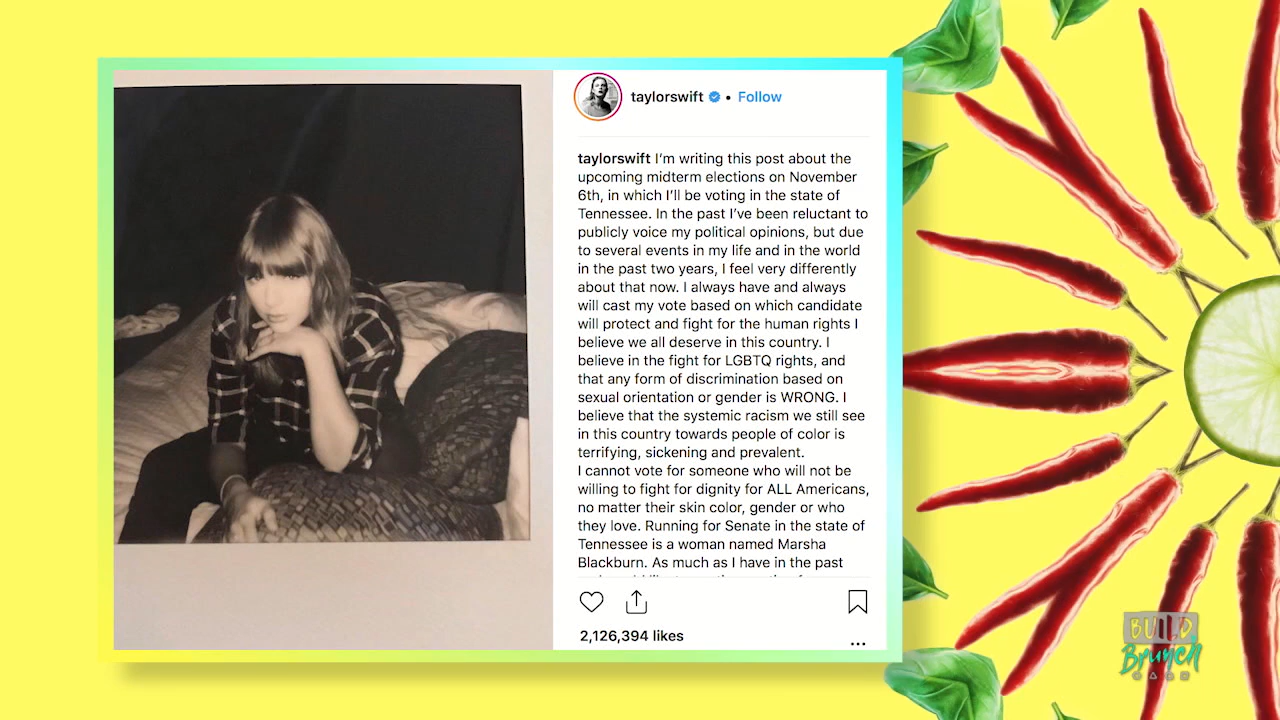 taylorswift • Follow
taylorswift I'm writing this post about the
upcoming midterm elections on November
6th, in which I'll be voting in the state of
Tennessee. In the past I've been reluctant to
publicly voice my political opinions, but due
to several events in my life and in the world
in the past two years, I feel very differently
about that now. I always have and always
will cast my vote based on which candidate
will protect and fight for the human rights I
believe we all deserve in this country. I
believe in the fight for LGBTQ rights, and
that any form of discrimination based on
sexual orientation or gender is WRONG. I
believe that the systemic racism we still see
in this country towards people of color is
terrifying, sickening and prevalent.
I cannot vote for someone who will not be
willing to fight for dignity for ALL Americans,
no matter their skin color, gender or who
they love. Running for Senate in the state of
Tennessee is a woman named Marsha
Blackburn. As much as I have in the past
2,126,394 likes
...
BUILD
Brunch